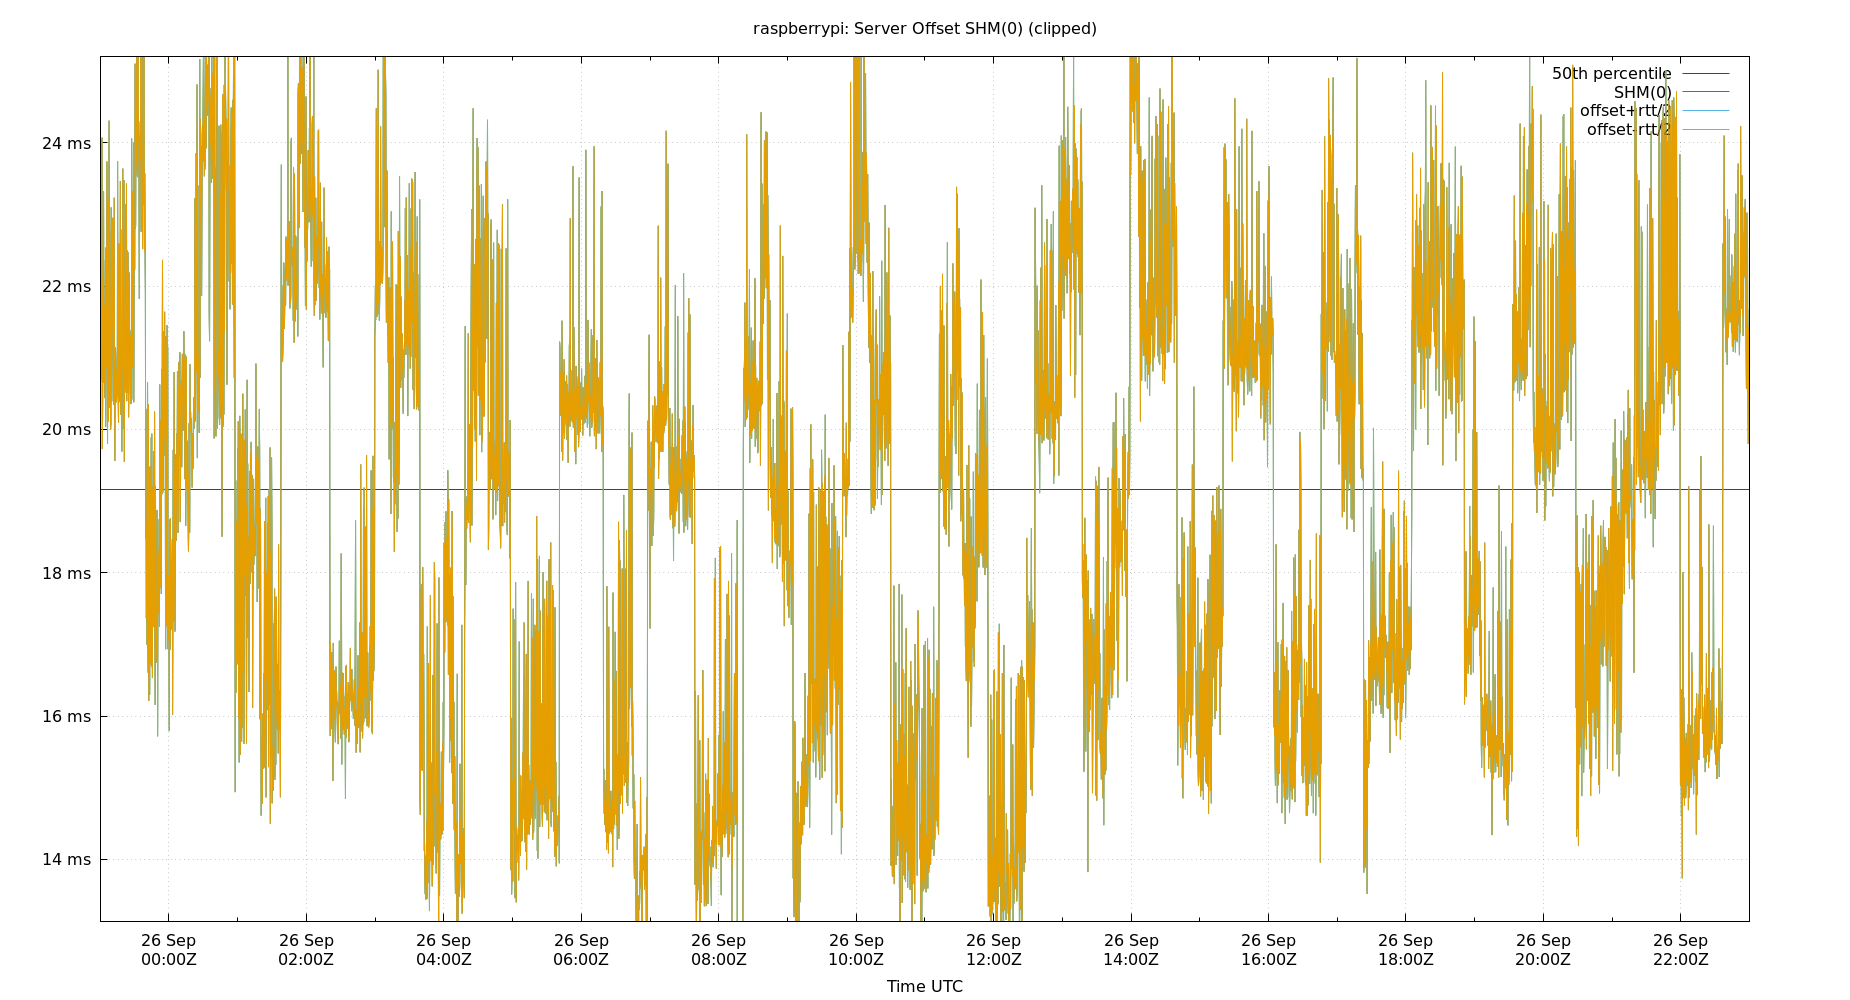 raspberrypi: Server Offset SHM(0) (clipped)
50th percentile
SHM(0)
offset+rtt/2
offset-rtt/2
24 ms
22 ms
20 ms
18 ms
16 ms
14 ms
26 Sep 26 Sep 26 Sep 26 Sep 26 Sep 26 Sep 26 Sep 26 Sep 26 Sep 26 Sep 26 Sep 26 Sep
00:00Z 02:00Z 04:00Z 06:00Z 08:00Z 10:00Z 12:00Z 14:00Z 16:00Z 18:00Z 20:00Z 22:00Z
Time UTC